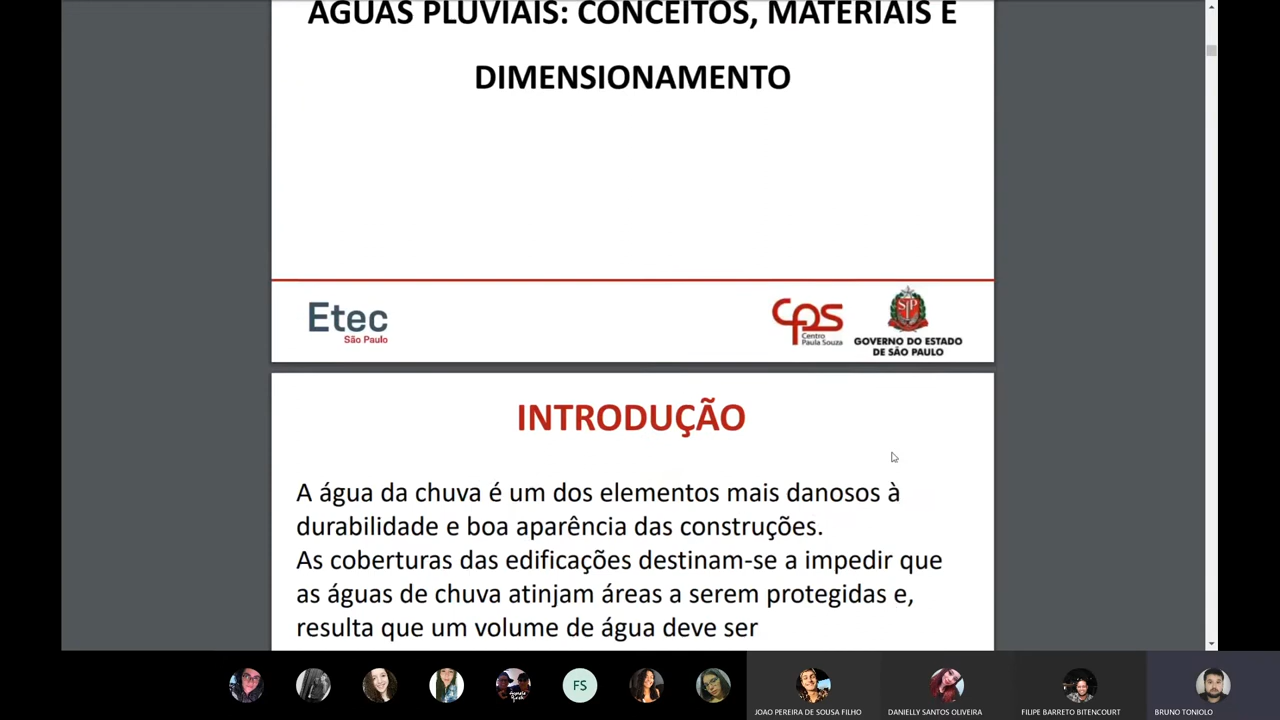 ÁGUAS PLUVIAIS: CONCEITOS, MATERIAIS E
DIMENSIONAMENTO
Etec
São Paulo
CPS
Centro
Paula Souza
SP
GOVERNO DO ESTADO
DE SÃO PAULO
INTRODUÇÃO
A água da chuva é um dos elementos mais danosos à
durabilidade e boa aparência das construções.
As coberturas das edificações destinam-se a impedir que
as águas de chuva atinjam áreas a serem protegidas e,
resulta que um volume de água deve ser
FS
JOAO PEREIRA DE SOUSA FILHO
DANIELLY SANTOS OLIVEIRA
FILIPE BARRETO BITENCOURT
BRUNO TONIOLO